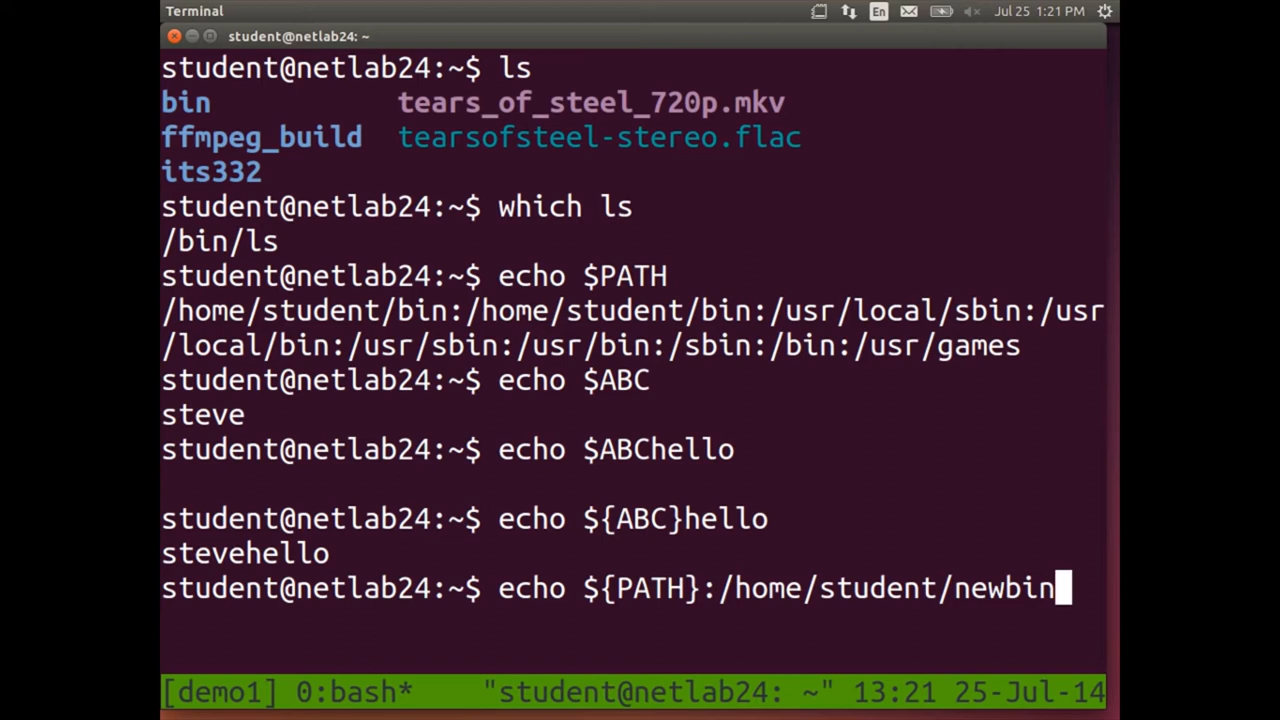 Terminal En Jul 25 1:21 PM
student@netlab24: ~
student@netlab24:~$ ls
bin tears_of_steel_720p.mkv
ffmpeg_build tearsofsteel-stereo.flac
its332
student@netlab24:~$ which ls
/bin/ls
student@netlab24:~$ echo $PATH
/home/student/bin:/home/student/bin:/usr/local/sbin:/usr
/local/bin:/usr/sbin:/usr/bin:/sbin:/bin:/usr/games
student@netlab24:~$ echo $ABC
steve
student@netlab24:~$ echo $ABChello
student@netlab24:~$ echo ${ABC}hello
stevehello
student@netlab24:~$ echo ${PATH}:/home/student/newbin
[demo1] 0:bash* "student@netlab24: ~" 13:21 25-Jul-14